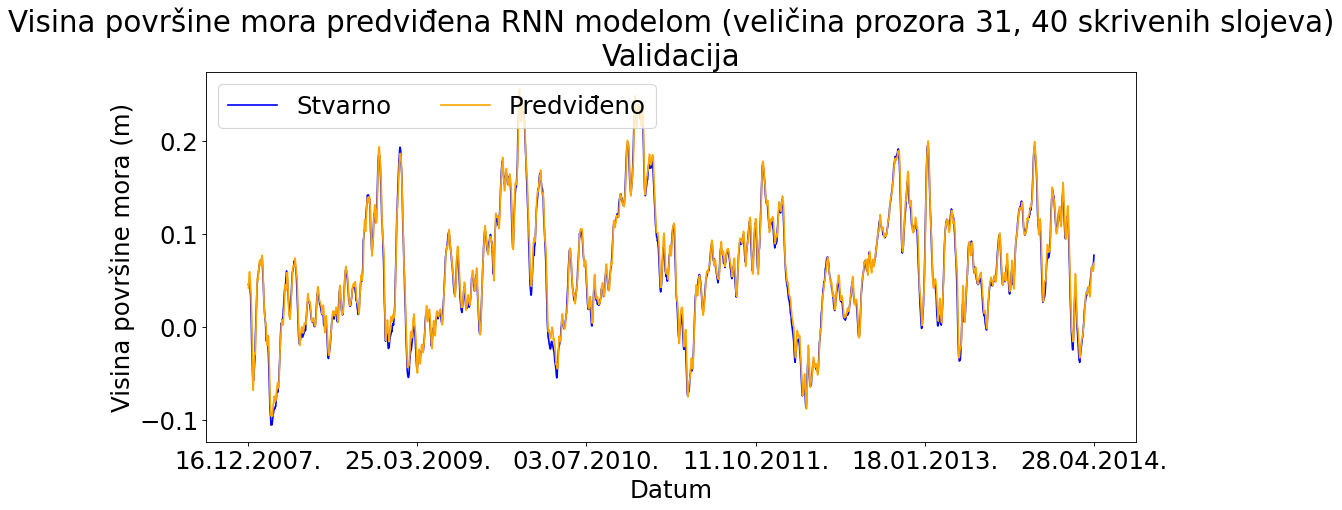 Visina površine mora predviđena RNN modelom (veličina prozora 31, 40 skrivenih slojeva)
Validacija
Stvarno Predviđeno
Visina površine mora (m)
0.2
0.1
0.0
−0.1
16.12.2007. 25.03.2009. 03.07.2010. 11.10.2011. 18.01.2013. 28.04.2014.
Datum